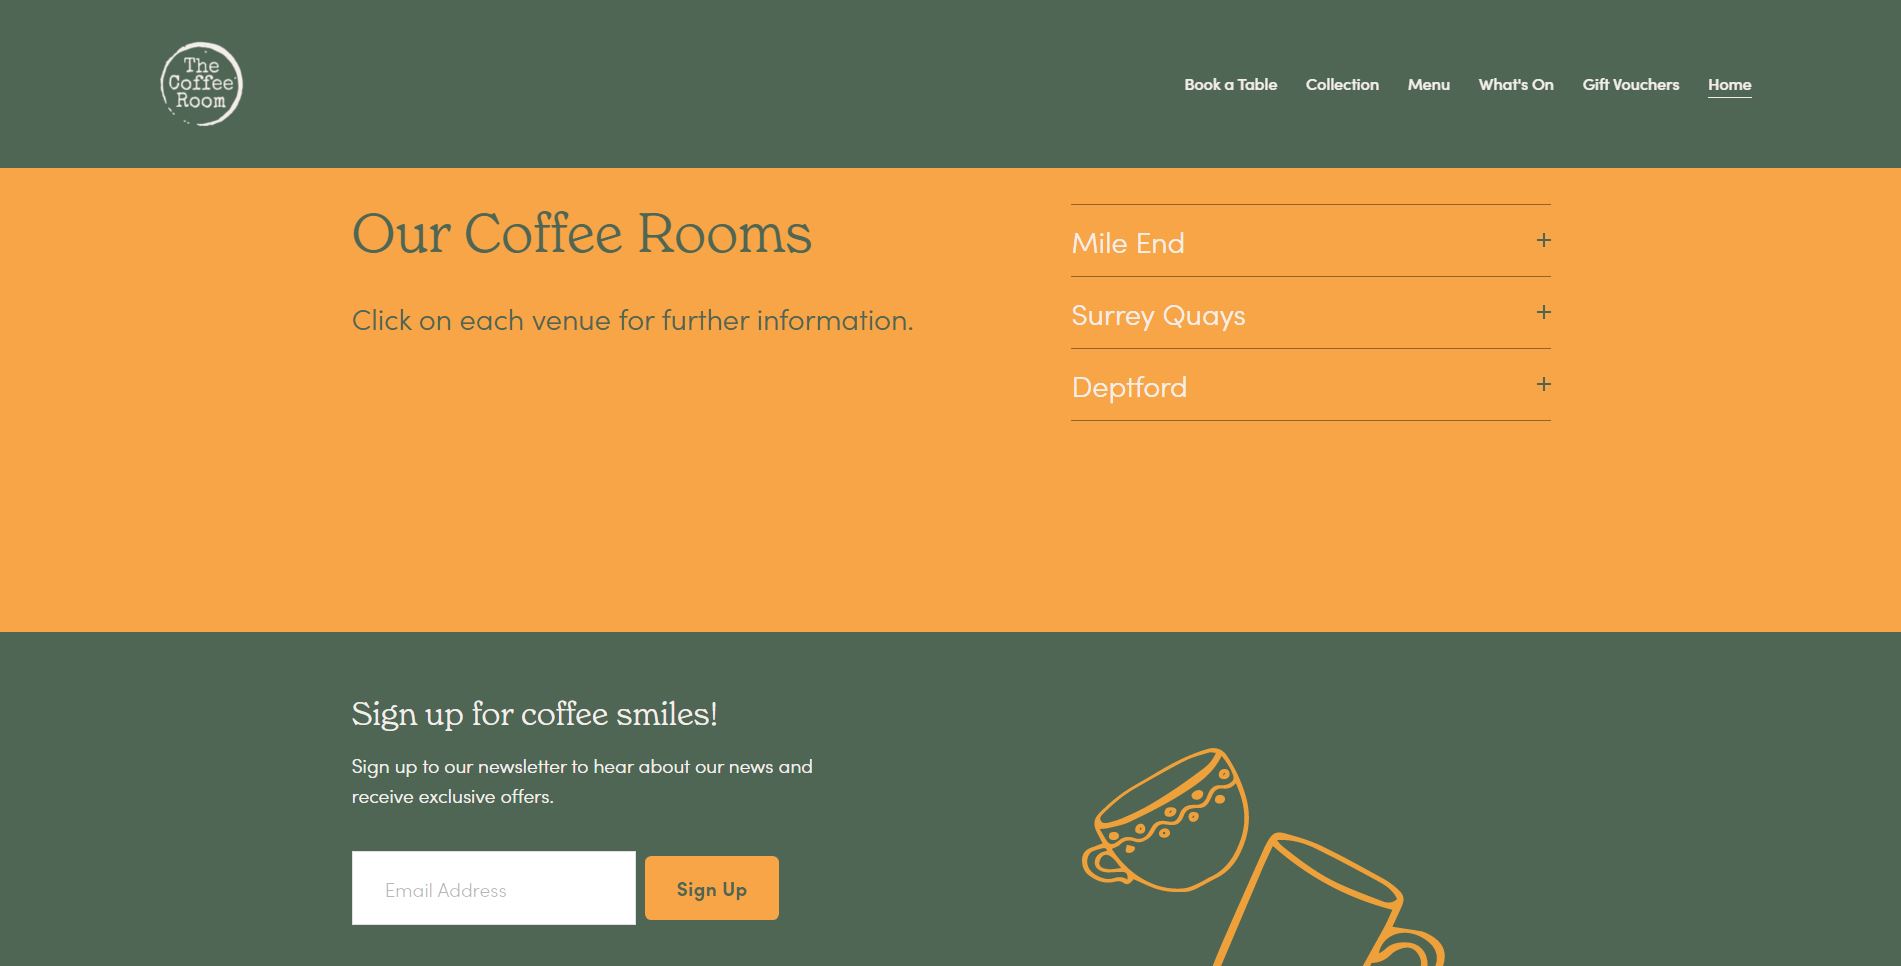 The
Coffee
Room
Book a Table
Collection
Menu
What's On
Gift Vouchers
Home
Our Coffee Rooms
Click on each venue for further information.
Mile End
Surrey Quays
Deptford
Sign up for coffee smiles!
Sign up to our newsletter to hear about our news and
receive exclusive offers.
Email Address
Sign Up